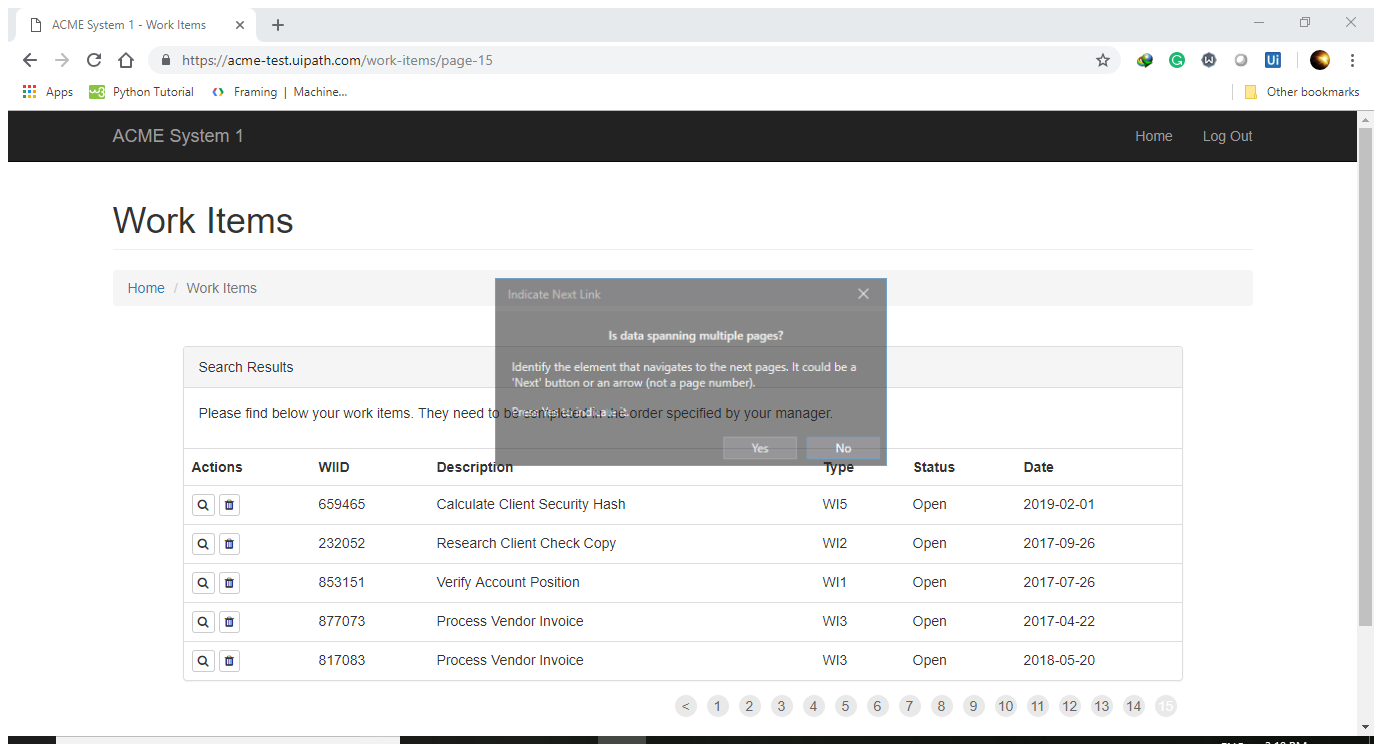 ACME System 1 - Work Items
https://acme-test.uipath.com/work-items/page-15
Apps Python Tutorial Framing | Machine... Other bookmarks
ACME System 1 Home Log Out
Work Items
Home / Work Items
Indicate Next Link
Is data spanning multiple pages?
Identify the element that navigates to the next pages. It could be a
'Next' button or an arrow (not a page number).
Search Results
Please find below your work items. They need to be completed in the order specified by your manager.
Yes No
Actions WIID Description Type Status Date
659465 Calculate Client Security Hash WI5 Open 2019-02-01
232052 Research Client Check Copy WI2 Open 2017-09-26
853151 Verify Account Position WI1 Open 2017-07-26
877073 Process Vendor Invoice WI3 Open 2017-04-22
817083 Process Vendor Invoice WI3 Open 2018-05-20
< 1 2 3 4 5 6 7 8 9 10 11 12 13 14 15